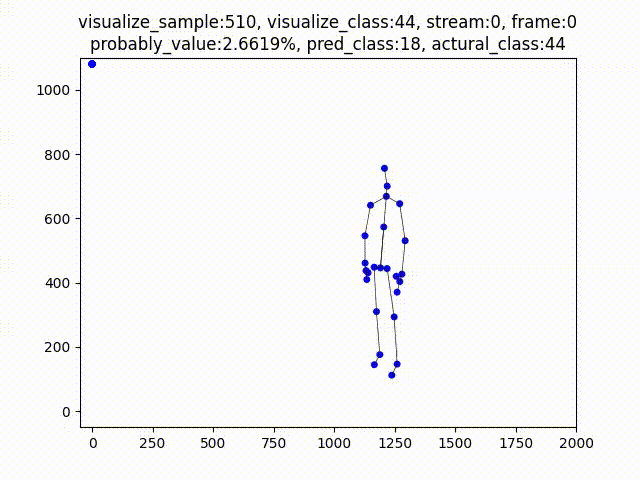 visualize_sample:510, visualize_class:44, stream:0, frame:0
probably_value:2.6619%, pred_class:18, actural_class:44
1000
800
600
400
200
0
0 250 500 750 1000 1250 1500 1750 2000